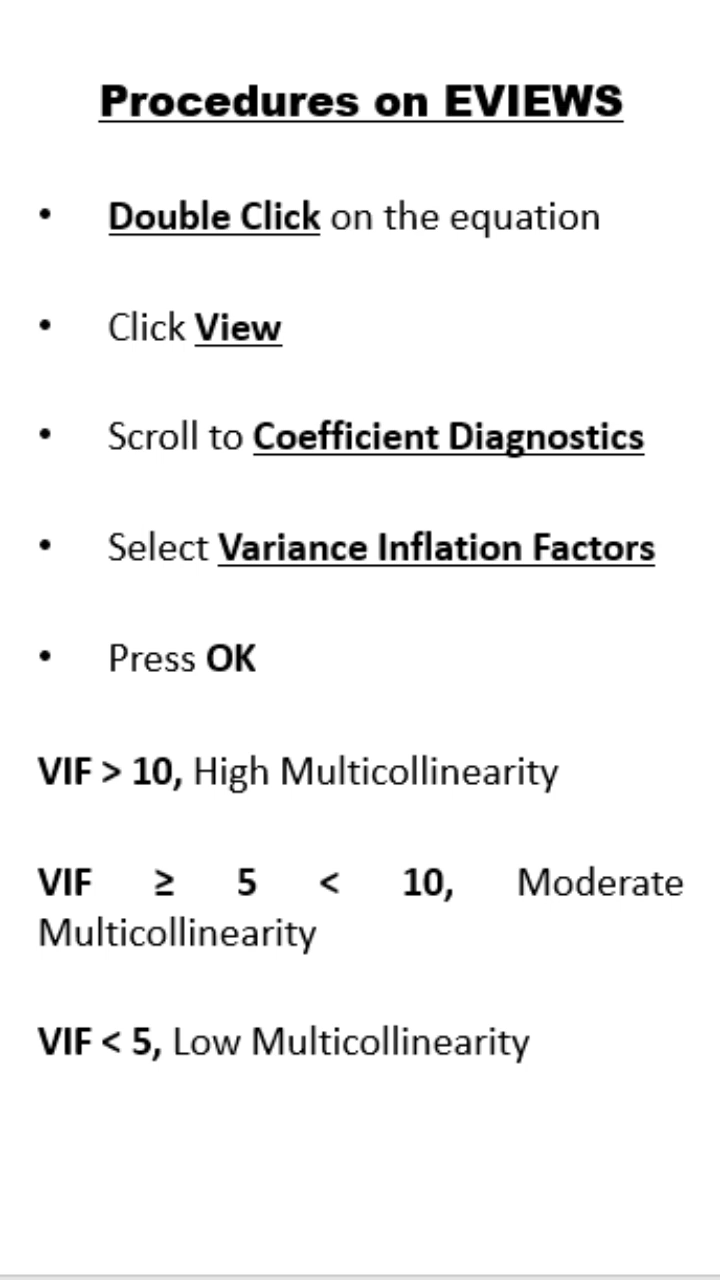 Procedures on EVIEWS
• Double Click on the equation
• Click View
• Scroll to Coefficient Diagnostics
• Select Variance Inflation Factors
• Press OK
VIF > 10, High Multicollinearity
VIF ≥ 5 < 10, Moderate
Multicollinearity
VIF < 5, Low Multicollinearity